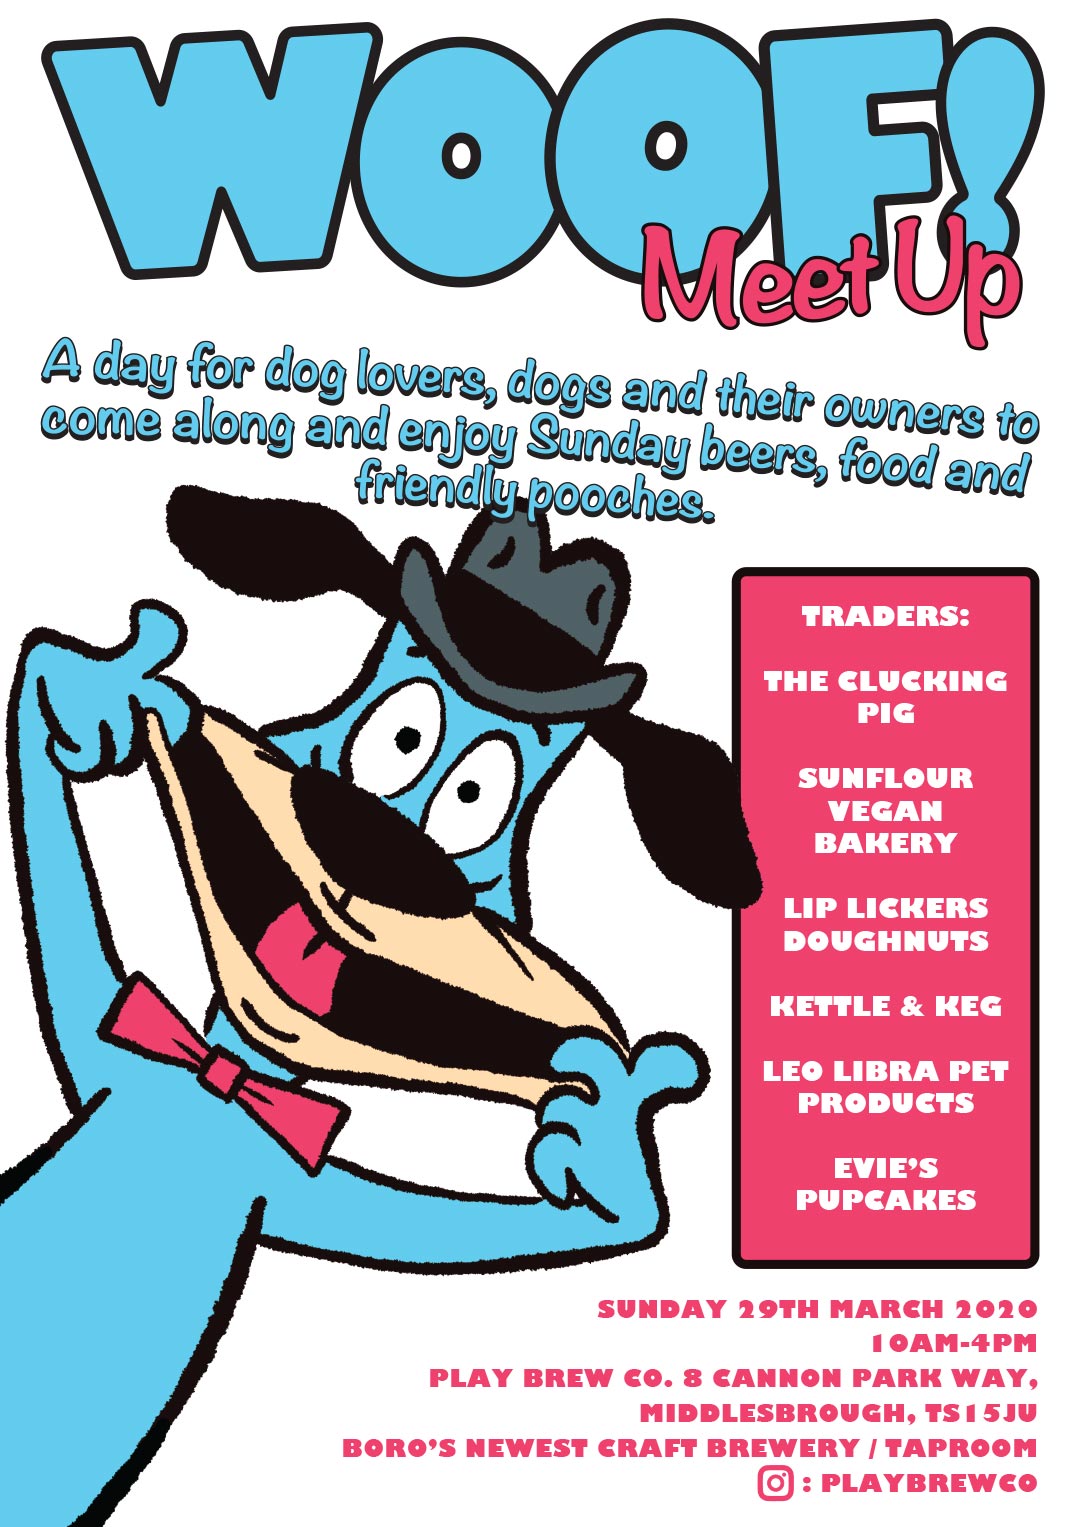 WOOF!
Meet Up
A day for dog lovers, dogs and their owners to
come along and enjoy Sunday beers, food and
friendly pooches.
TRADERS:
THE CLUCKING
PIG
SUNFLOUR
VEGAN
BAKERY
LIP LICKERS
DOUGHNUTS
KETTLE & KEG
LEO LIBRA PET
PRODUCTS
EVIE'S
PUPCAKES
SUNDAY 29TH MARCH 2020
10AM-4PM
PLAY BREW CO. 8 CANNON PARK WAY,
MIDDLESBROUGH, TS15JU
BORO'S NEWEST CRAFT BREWERY / TAPROOM
: PLAYBREWCO